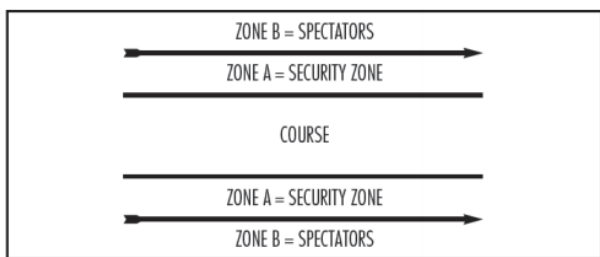 ZONE B = SPECTATORS
ZONE A = SECURITY ZONE
COURSE
ZONE A = SECURITY ZONE
ZONE B = SPECTATORS